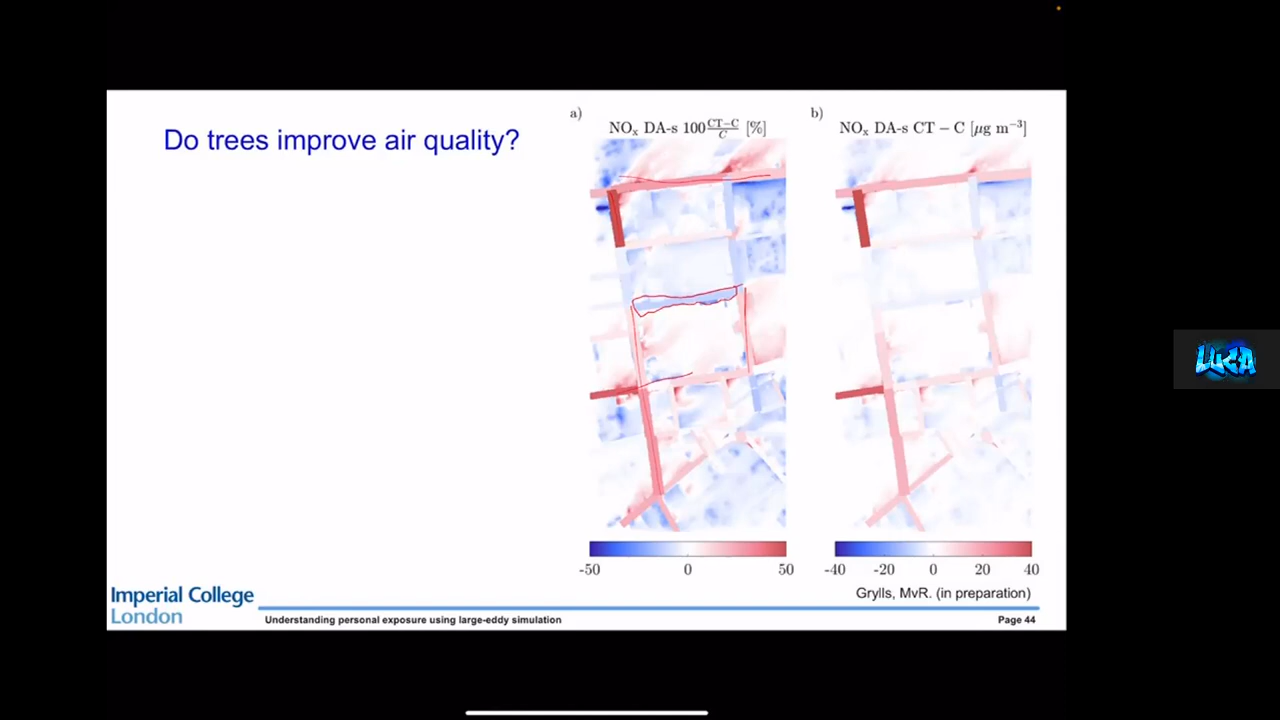 Do trees improve air quality?
a)
NOₓ DA-s 100 CT−C/C [%]
-50 0 50
b)
NOₓ DA-s CT − C [μg m⁻³]
-40 -20 0 20 40
Grylls, MvR. (in preparation)
Imperial College
London
Understanding personal exposure using large-eddy simulation
Page 44
LUCA